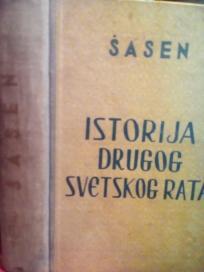 ŠASEN
ISTORIJA
DRUGOG
SVETSKOG RATA
ŠASEN